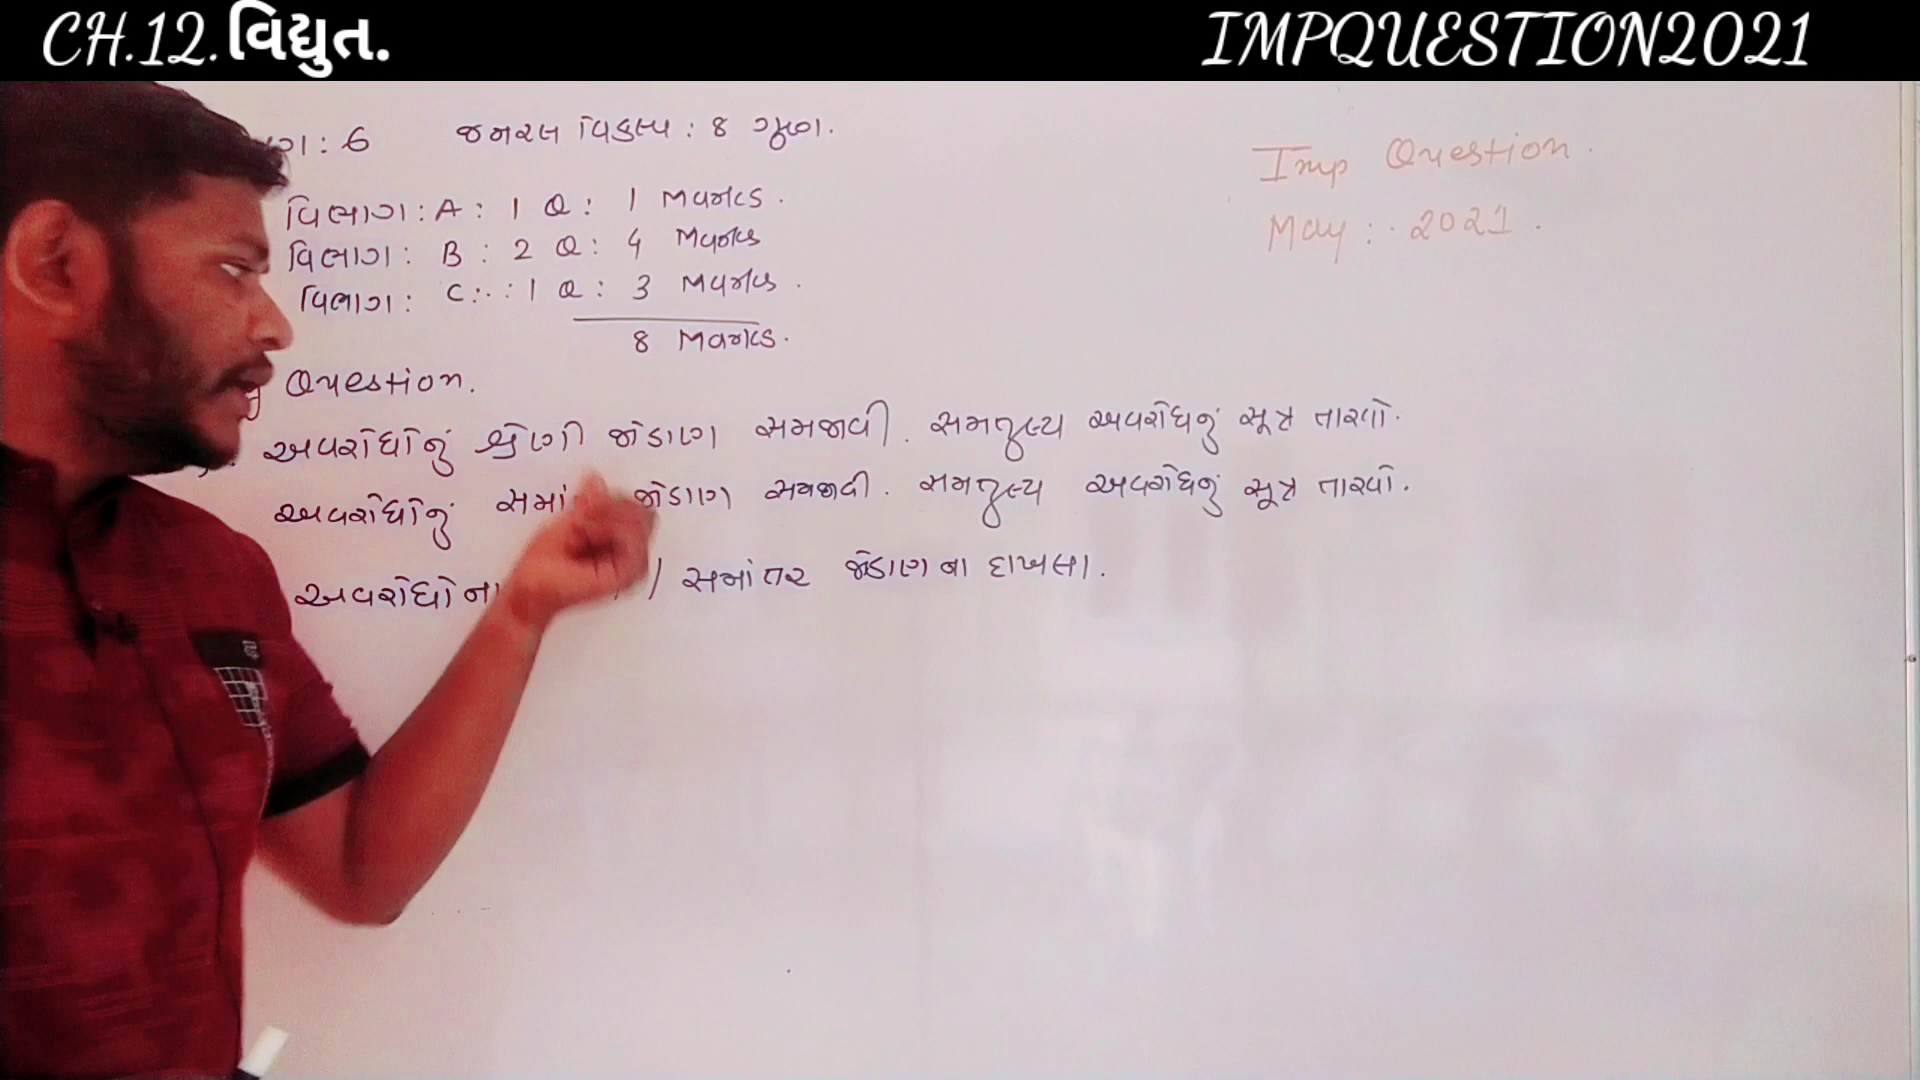 CH.12.વિદ્યુત.
IMPQUESTION2021
: 6 જનરલ વિકલ્પ : 8 ગુણ.
Imp Question.
May : 2021.
વિભાગ : A : 1 Q : 1 Marks.
વિભાગ : B : 2 Q : 4 Marks
વિભાગ : C : 1 Q : 3 Marks.
8 Marks.
Question.
અવરોધોનું શ્રેણી જોડાણ સમજાવી. સમતુલ્ય અવરોધનું સૂત્ર તારવો.
અવરોધોનું જોડાણ સમજાવી. સમતુલ્ય અવરોધનું સૂત્ર તારવો.
અવરોધોના / સમાંતર જોડાણના દાખલા.